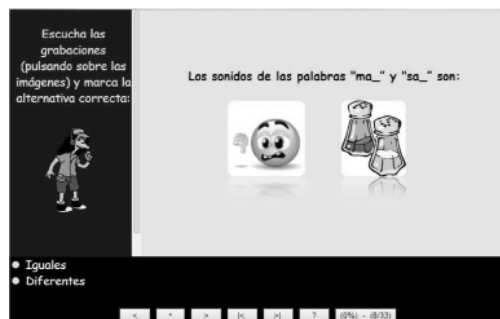 Escucha las
grabaciones
(pulsando sobre las
imágenes) y marca la
alternativa correcta:
Los sonidos de las palabras "ma_" y "sa_" son:
Iguales
Diferentes
< ^ > |< >| ? (0%) - (8/33)